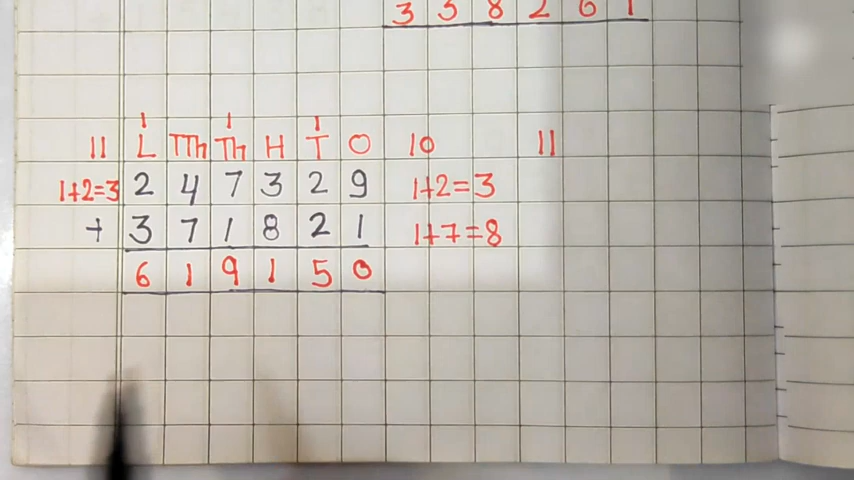 3 3 8 2 6 1
1 1 1
11 L TTh Th H T O 10 11
1+2=3 2 4 7 3 2 9 1+2=3
+ 3 7 1 8 2 1 1+7=8
6 1 9 1 5 0